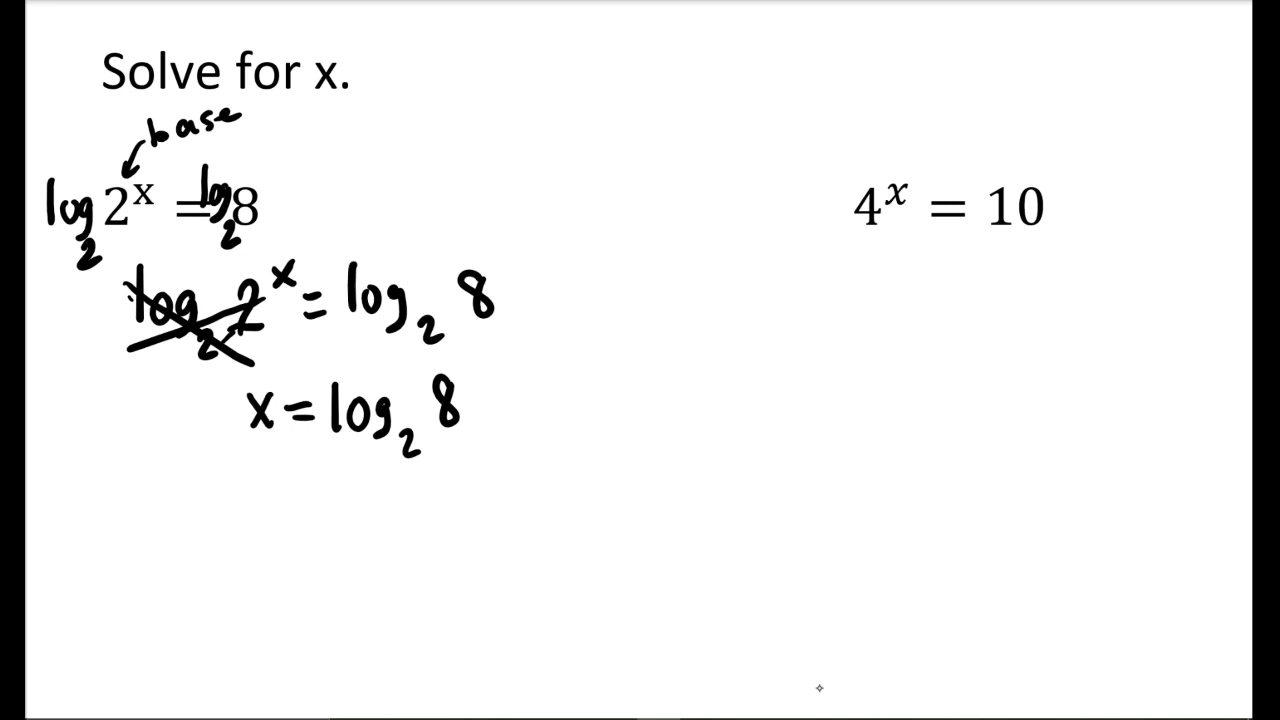 Solve for x.
base
log₂ 2ˣ = log₂ 8
4ˣ = 10
log₂ 2ˣ = log₂ 8
x = log₂ 8